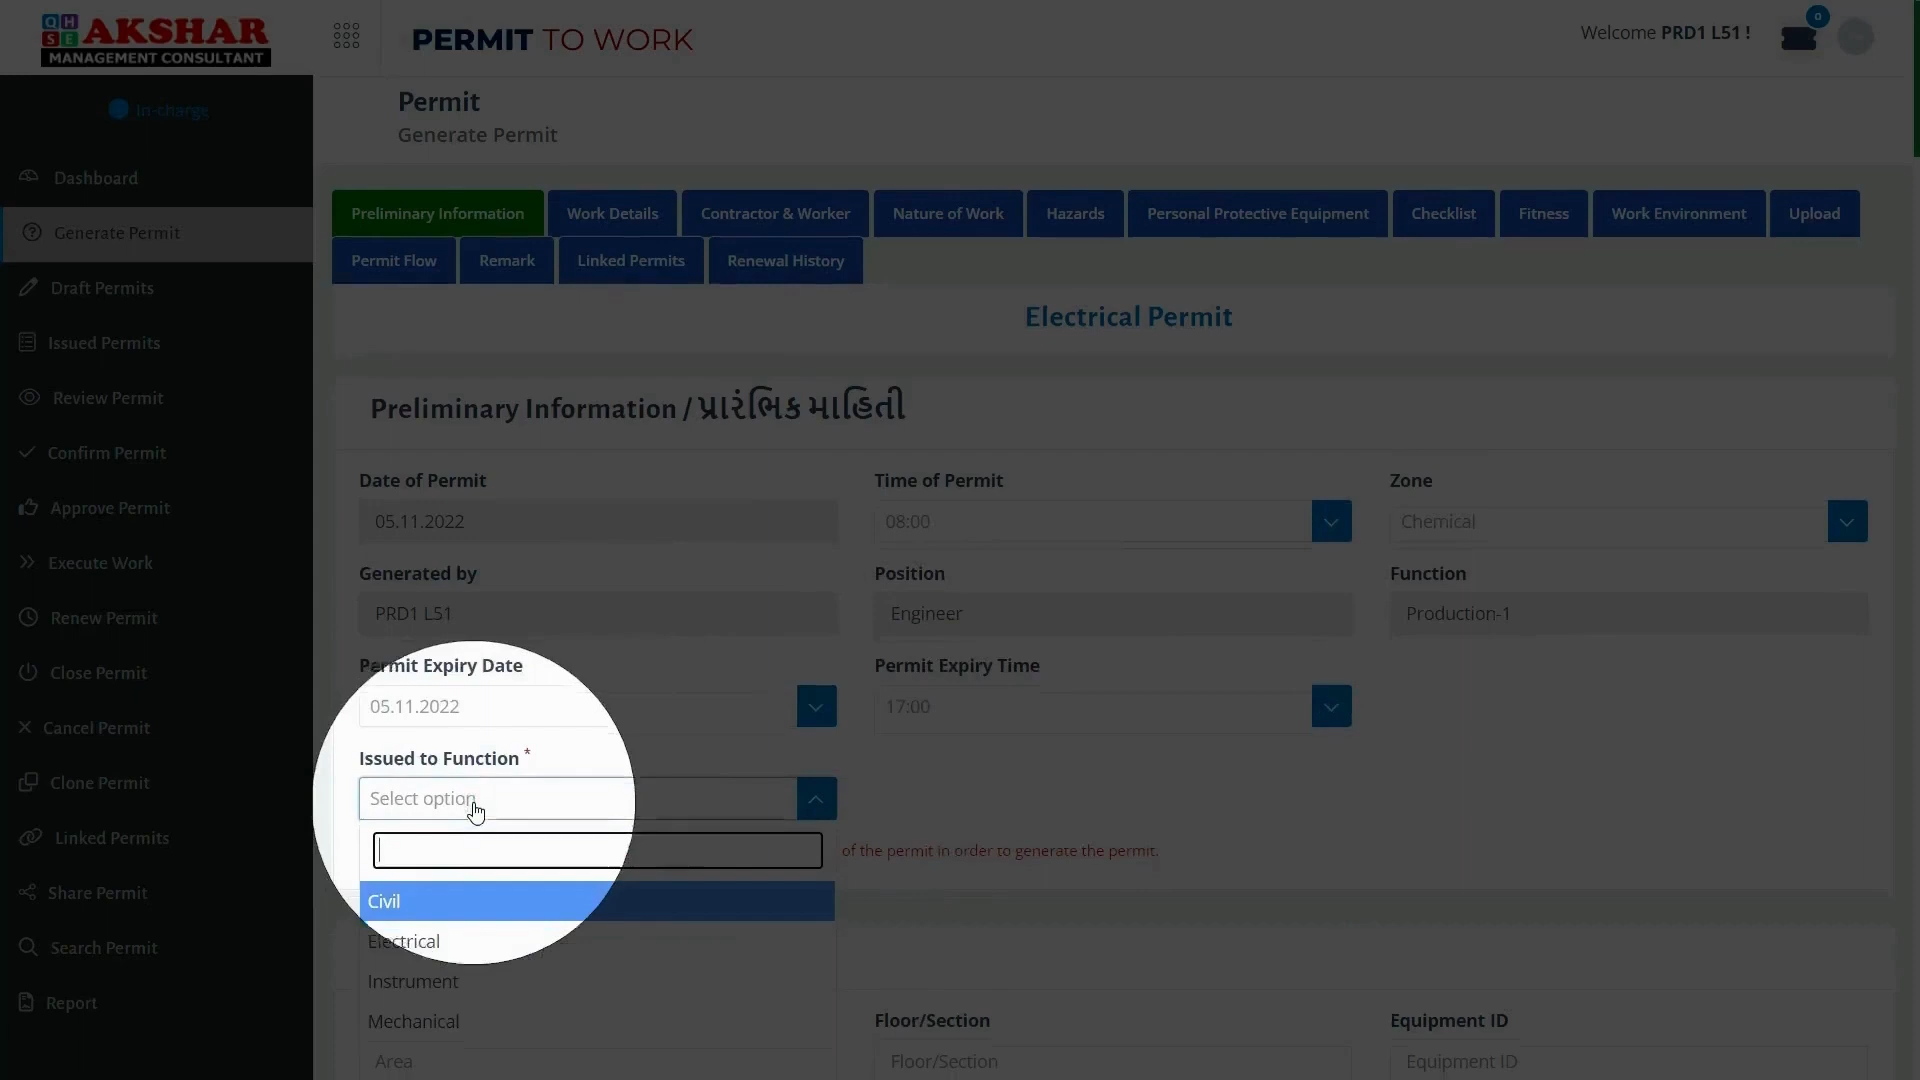 QHSE AKSHAR
MANAGEMENT CONSULTANT
PERMIT TO WORK
Welcome PRD1 L51 !
0
In-charge
Dashboard
Generate Permit
Draft Permits
Issued Permits
Review Permit
Confirm Permit
Approve Permit
Execute Work
Renew Permit
Close Permit
Cancel Permit
Clone Permit
Linked Permits
Share Permit
Search Permit
Report
Permit
Generate Permit
Preliminary Information Work Details Contractor & Worker Nature of Work Hazards Personal Protective Equipment Checklist Fitness Work Environment Upload
Permit Flow Remark Linked Permits Renewal History
Electrical Permit
Preliminary Information / પ્રારંભિક માહિતી
Date of Permit Time of Permit Zone
05.11.2022 08:00 Chemical
Generated by Position Function
PRD1 L51 Engineer Production-1
Permit Expiry Date Permit Expiry Time
05.11.2022 17:00
Issued to Function *
Select option
of the permit in order to generate the permit.
Civil
Electrical
Instrument
Mechanical
Floor/Section Equipment ID
Area Floor/Section Equipment ID